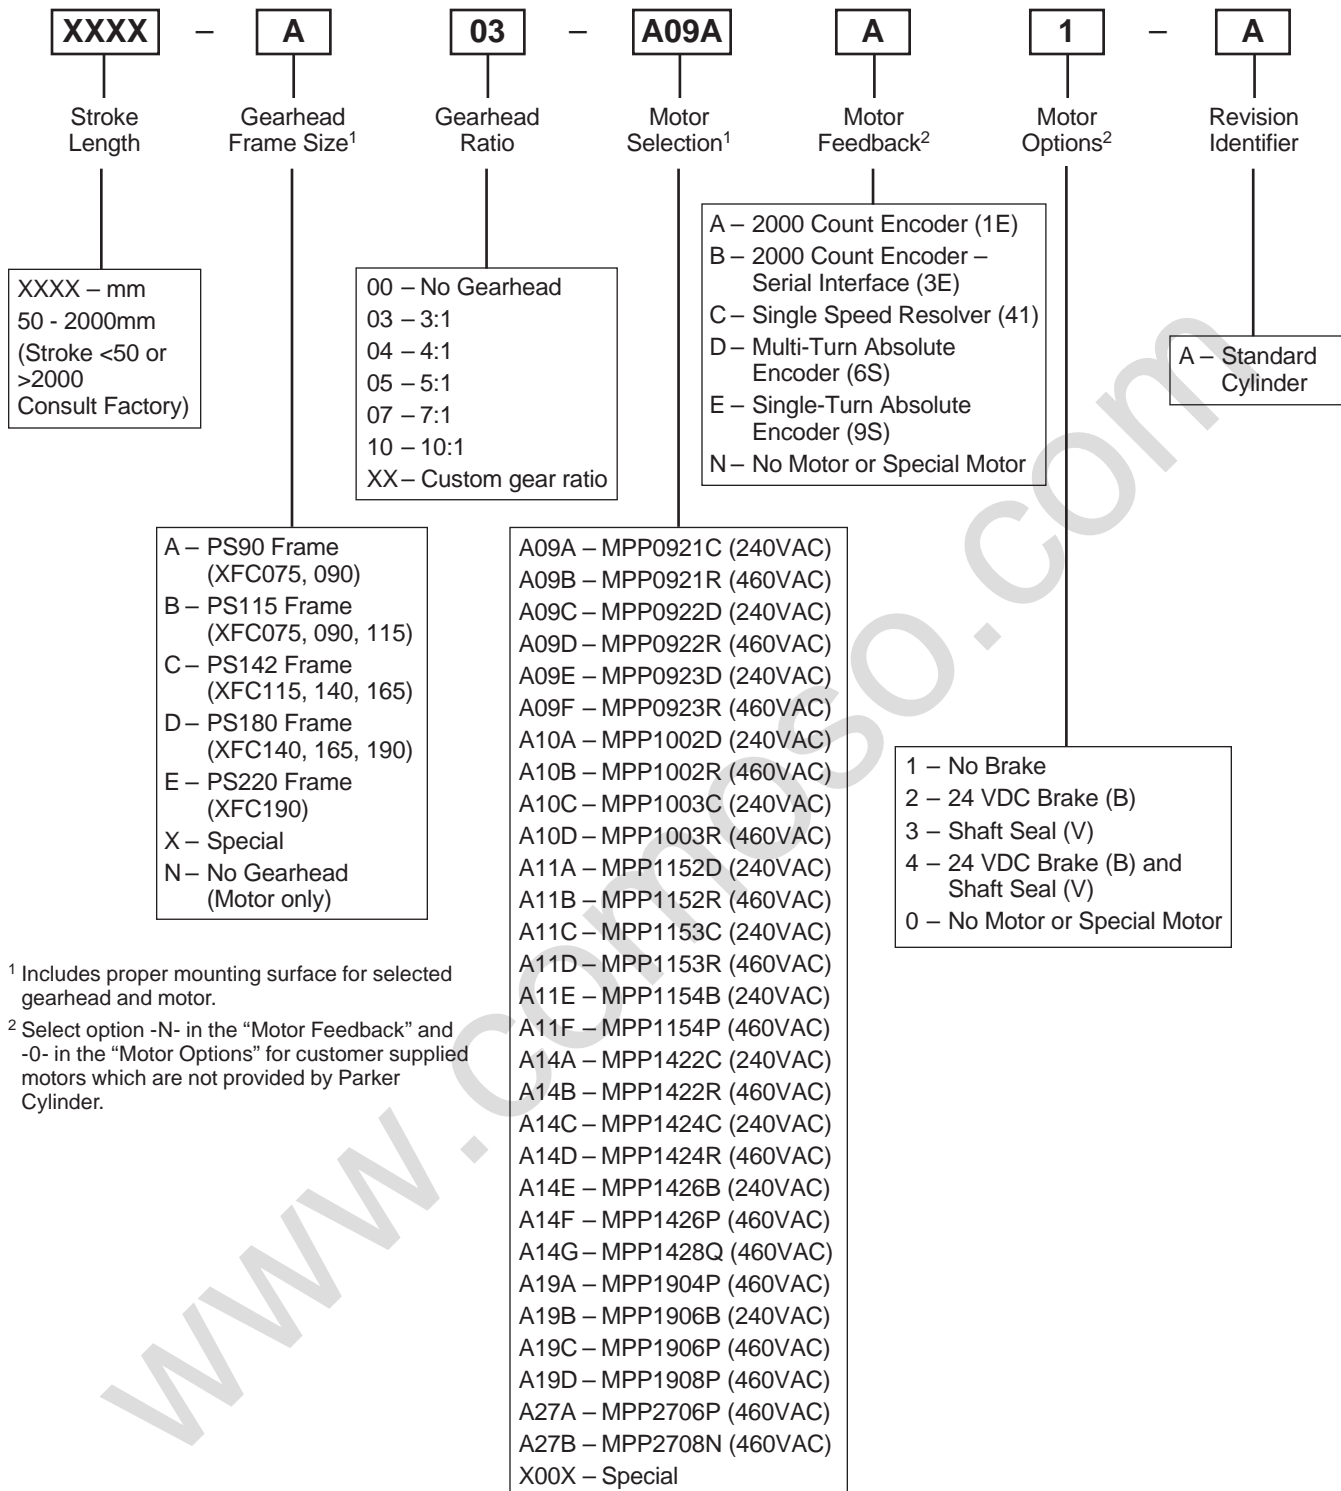 XXXX – A 03 – A09A A 1 – A
Stroke
Length
Gearhead
Frame Size1
Gearhead
Ratio
Motor
Selection1
Motor
Feedback2
Motor
Options2
Revision
Identifier
XXXX – mm
50 - 2000mm
(Stroke <50 or
>2000
Consult Factory)
00 – No Gearhead
03 – 3:1
04 – 4:1
05 – 5:1
07 – 7:1
10 – 10:1
XX – Custom gear ratio
A – 2000 Count Encoder (1E)
B – 2000 Count Encoder –
Serial Interface (3E)
C – Single Speed Resolver (41)
D – Multi-Turn Absolute
Encoder (6S)
E – Single-Turn Absolute
Encoder (9S)
N – No Motor or Special Motor
A – Standard
Cylinder
A – PS90 Frame
(XFC075, 090)
B – PS115 Frame
(XFC075, 090, 115)
C – PS142 Frame
(XFC115, 140, 165)
D – PS180 Frame
(XFC140, 165, 190)
E – PS220 Frame
(XFC190)
X – Special
N – No Gearhead
(Motor only)
A09A – MPP0921C (240VAC)
A09B – MPP0921R (460VAC)
A09C – MPP0922D (240VAC)
A09D – MPP0922R (460VAC)
A09E – MPP0923D (240VAC)
A09F – MPP0923R (460VAC)
A10A – MPP1002D (240VAC)
A10B – MPP1002R (460VAC)
A10C – MPP1003C (240VAC)
A10D – MPP1003R (460VAC)
A11A – MPP1152D (240VAC)
A11B – MPP1152R (460VAC)
A11C – MPP1153C (240VAC)
A11D – MPP1153R (460VAC)
A11E – MPP1154B (240VAC)
A11F – MPP1154P (460VAC)
A14A – MPP1422C (240VAC)
A14B – MPP1422R (460VAC)
A14C – MPP1424C (240VAC)
A14D – MPP1424R (460VAC)
A14E – MPP1426B (240VAC)
A14F – MPP1426P (460VAC)
A14G – MPP1428Q (460VAC)
A19A – MPP1904P (460VAC)
A19B – MPP1906B (240VAC)
A19C – MPP1906P (460VAC)
A19D – MPP1908P (460VAC)
A27A – MPP2706P (460VAC)
A27B – MPP2708N (460VAC)
X00X – Special
1 – No Brake
2 – 24 VDC Brake (B)
3 – Shaft Seal (V)
4 – 24 VDC Brake (B) and
Shaft Seal (V)
0 – No Motor or Special Motor
1 Includes proper mounting surface for selected
gearhead and motor.
2 Select option -N- in the “Motor Feedback” and
-0- in the “Motor Options” for customer supplied
motors which are not provided by Parker
Cylinder.
www.comoso.com